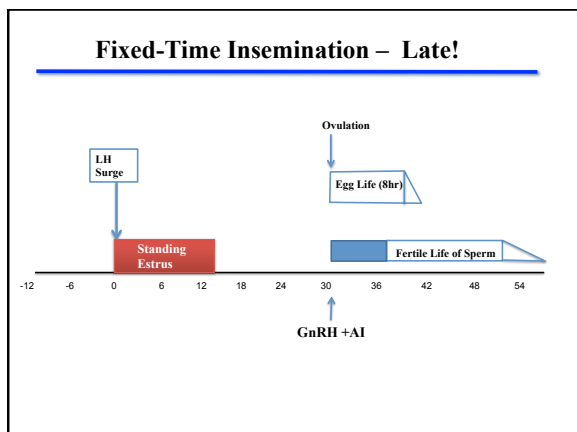 Fixed-Time Insemination – Late!
Ovulation
LH
Surge
Egg Life (8hr)
Standing
Estrus
Fertile Life of Sperm
-12 -6 0 6 12 18 24 30 36 42 48 54
GnRH +AI